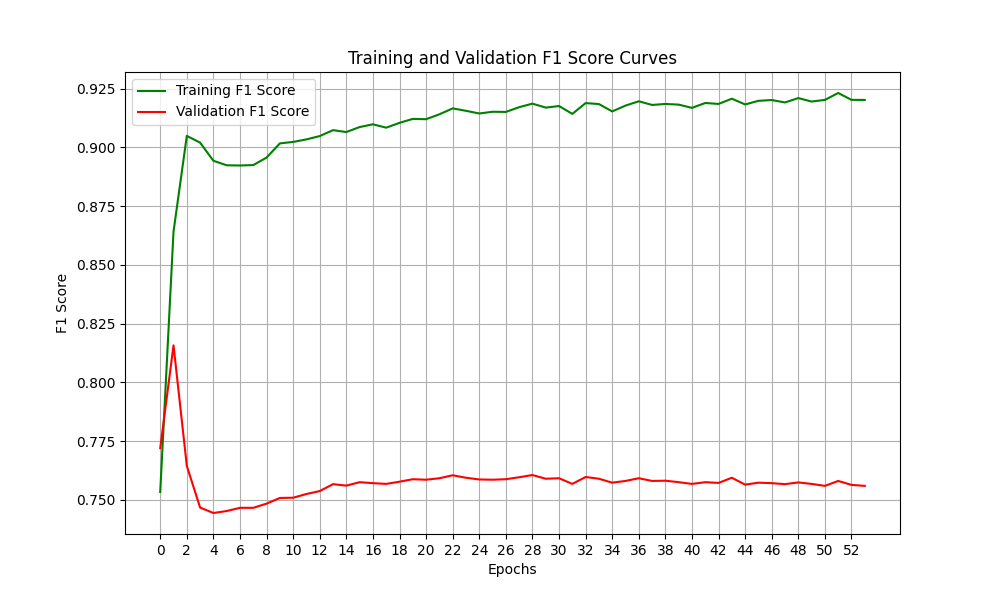 Training and Validation F1 Score Curves
Training F1 Score
Validation F1 Score
0.925
0.900
0.875
0.850
0.825
0.800
0.775
0.750
F1 Score
0 2 4 6 8 10 12 14 16 18 20 22 24 26 28 30 32 34 36 38 40 42 44 46 48 50 52
Epochs